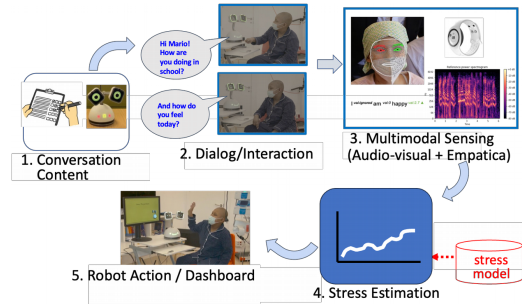 Hi Mario!
How are
you doing in
school?
And how do
you feel
today?
1. Conversation
Content
2. Dialog/Interaction
am
happy
3. Multimodal Sensing
(Audio-visual + Empatica)
stress
model
4. Stress Estimation
5. Robot Action / Dashboard